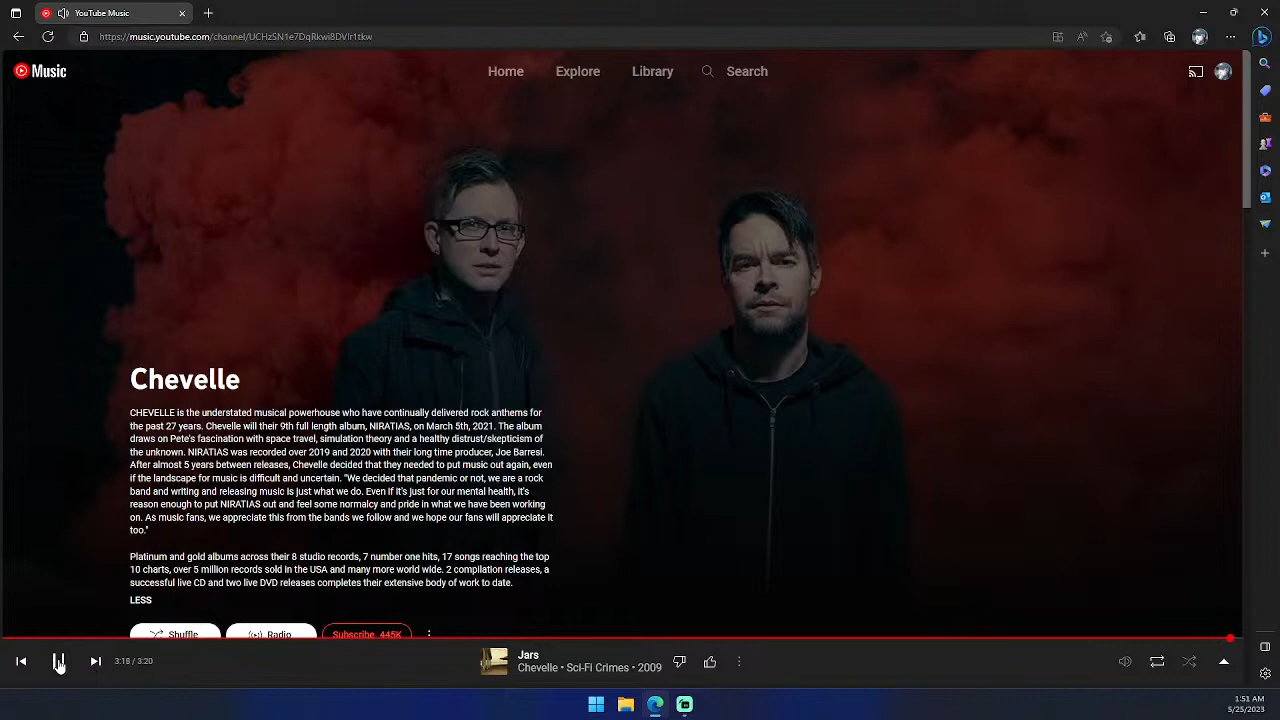 YouTube Music
https://music.youtube.com/channel/UCHzSN1e7DqRkwi8DVIr1tkw
Music
Home
Explore
Library
Search
Chevelle
CHEVELLE is the understated musical powerhouse who have continually delivered rock anthems for
the past 27 years. Chevelle will their 9th full length album, NIRATIAS, on March 5th, 2021. The album
draws on Pete's fascination with space travel, simulation theory and a healthy distrust/skepticism of
the unknown. NIRATIAS was recorded over 2019 and 2020 with their long time producer, Joe Barresi.
After almost 5 years between releases, Chevelle decided that they needed to put music out again, even
if the landscape for music is difficult and uncertain. "We decided that pandemic or not, we are a rock
band and writing and releasing music is just what we do. Even If it's just for our mental health, it's
reason enough to put NIRATIAS out and feel some normalcy and pride in what we have been working
on. As music fans, we appreciate this from the bands we follow and we hope our fans will appreciate it
too."
Platinum and gold albums across their 8 studio records, 7 number one hits, 17 songs reaching the top
10 charts, over 5 million records sold in the USA and many more world wide. 2 compilation releases, a
successful live CD and two live DVD releases completes their extensive body of work to date.
LESS
Shuffle
Radio
Subscribe 445K
3:18 / 3:20
Jars
Chevelle • Sci-Fi Crimes • 2009
1:51 AM
5/25/2023